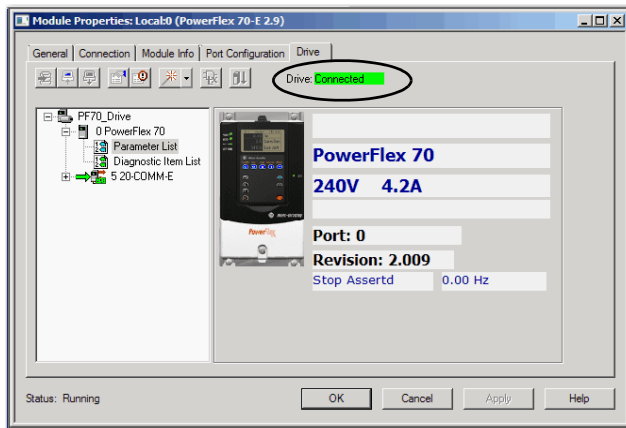 Module Properties: Local:0 (PowerFlex 70-E 2.9)
General Connection Module Info Port Configuration Drive
Drive: Connected
PF70_Drive
0 PowerFlex 70
Parameter List
Diagnostic Item List
5 20-COMM-E
PowerFlex
PowerFlex 70
240V 4.2A
Port: 0
Revision: 2.009
Stop Assertd 0.00 Hz
Status: Running
OK Cancel Apply Help